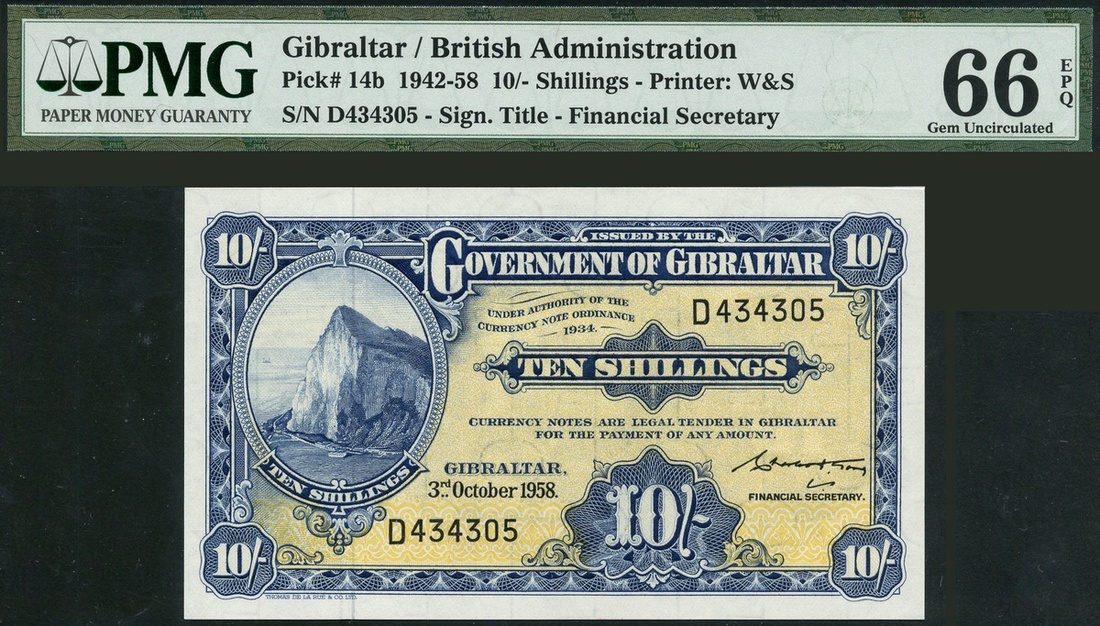 PMG
PAPER MONEY GUARANTY
Gibraltar / British Administration
Pick# 14b 1942-58 10/- Shillings - Printer: W&S
S/N D434305 - Sign. Title - Financial Secretary
66
EPQ
Gem Uncirculated
10/-
10/-
ISSUED BY THE
GOVERNMENT OF GIBRALTAR
UNDER AUTHORITY OF THE
CURRENCY NOTE ORDINANCE
1934.
D434305
TEN SHILLINGS
CURRENCY NOTES ARE LEGAL TENDER IN GIBRALTAR
FOR THE PAYMENT OF ANY AMOUNT.
TEN SHILLINGS
GIBRALTAR,
3rd October 1958.
D434305
10/-
FINANCIAL SECRETARY.
10/-
10/-
THOMAS DE LA RUE & CO. LTD.